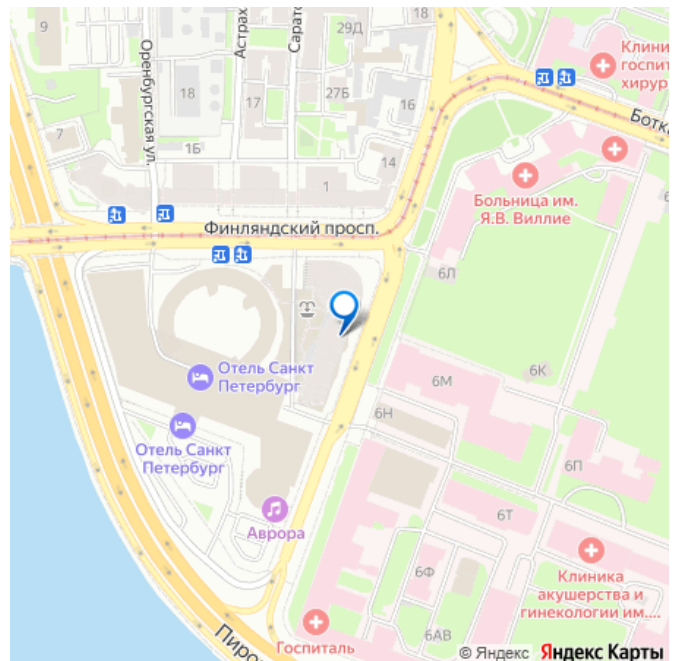 9
29Д
18
Клини
госпит
хирур
Оренбургская ул.
Астрах
Сарато
18
17
27Б
16
Ботк
7
1Б
14
1
Больница им.
Я.В. Виллие
Финляндский просп.
6Л
6М
6К
Отель Санкт
Петербург
6Н
Отель Санкт
Петербург
6П
6Т
Аврора
6Ф
Клиника
акушерства и
гинекологии им....
6АВ
Госпиталь
Пиро
© Яндекс Яндекс Карты